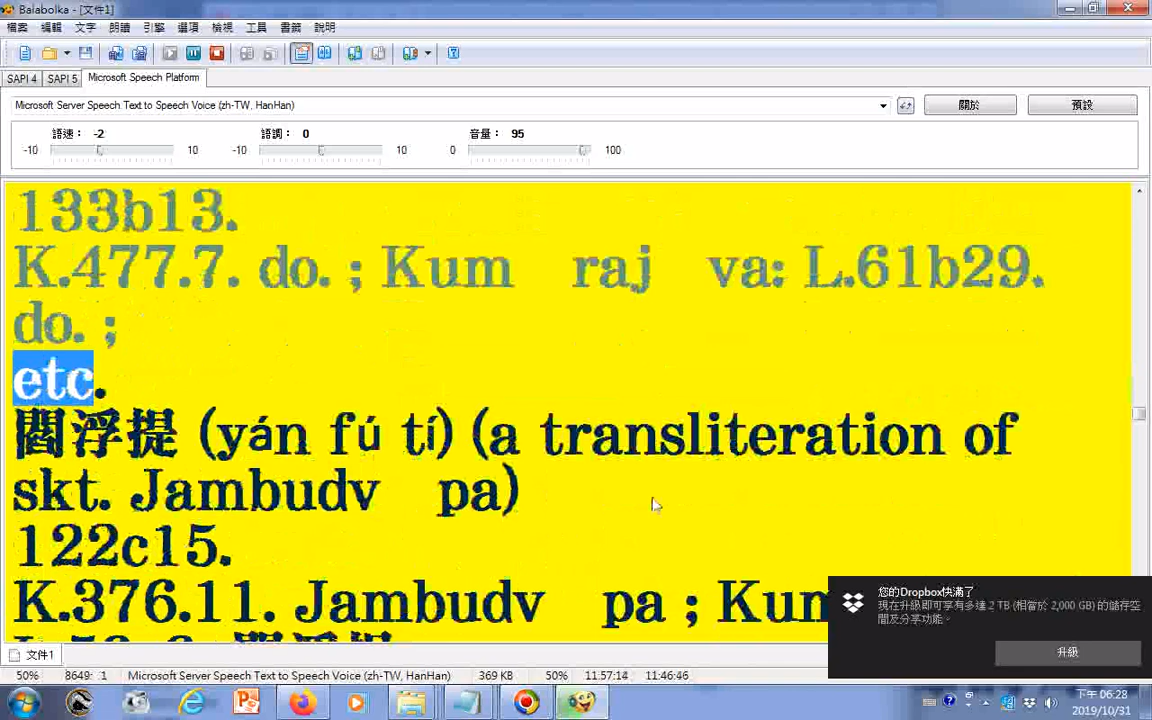 Balabolka - [文件1]
檔案 編輯 文字 朗讀 引擎 選項 檢視 工具 書籤 說明
SAPI 4 SAPI 5 Microsoft Speech Platform
Microsoft Server Speech Text to Speech Voice (zh-TW, HanHan) 關於 預設
語速： -2 語調： 0 音量： 95
-10 10 -10 10 0 100
133b13.
K.477.7. do. ; Kum raj va: L.61b29.
do. ;
etc.
閻浮提 (yán fú tí) (a transliteration of
skt. Jambudv pa)
122c15.
K.376.11. Jambudv pa ; Kum
您的Dropbox快滿了
現在升級即可享有多達 2 TB (相當於 2,000 GB) 的儲存空
間及分享功能。
升級
文件1
50% 8649: 1 Microsoft Server Speech Text to Speech Voice (zh-TW, HanHan) 369 KB 50% 11:57:14 11:46:46
下午 06:28
2019/10/31